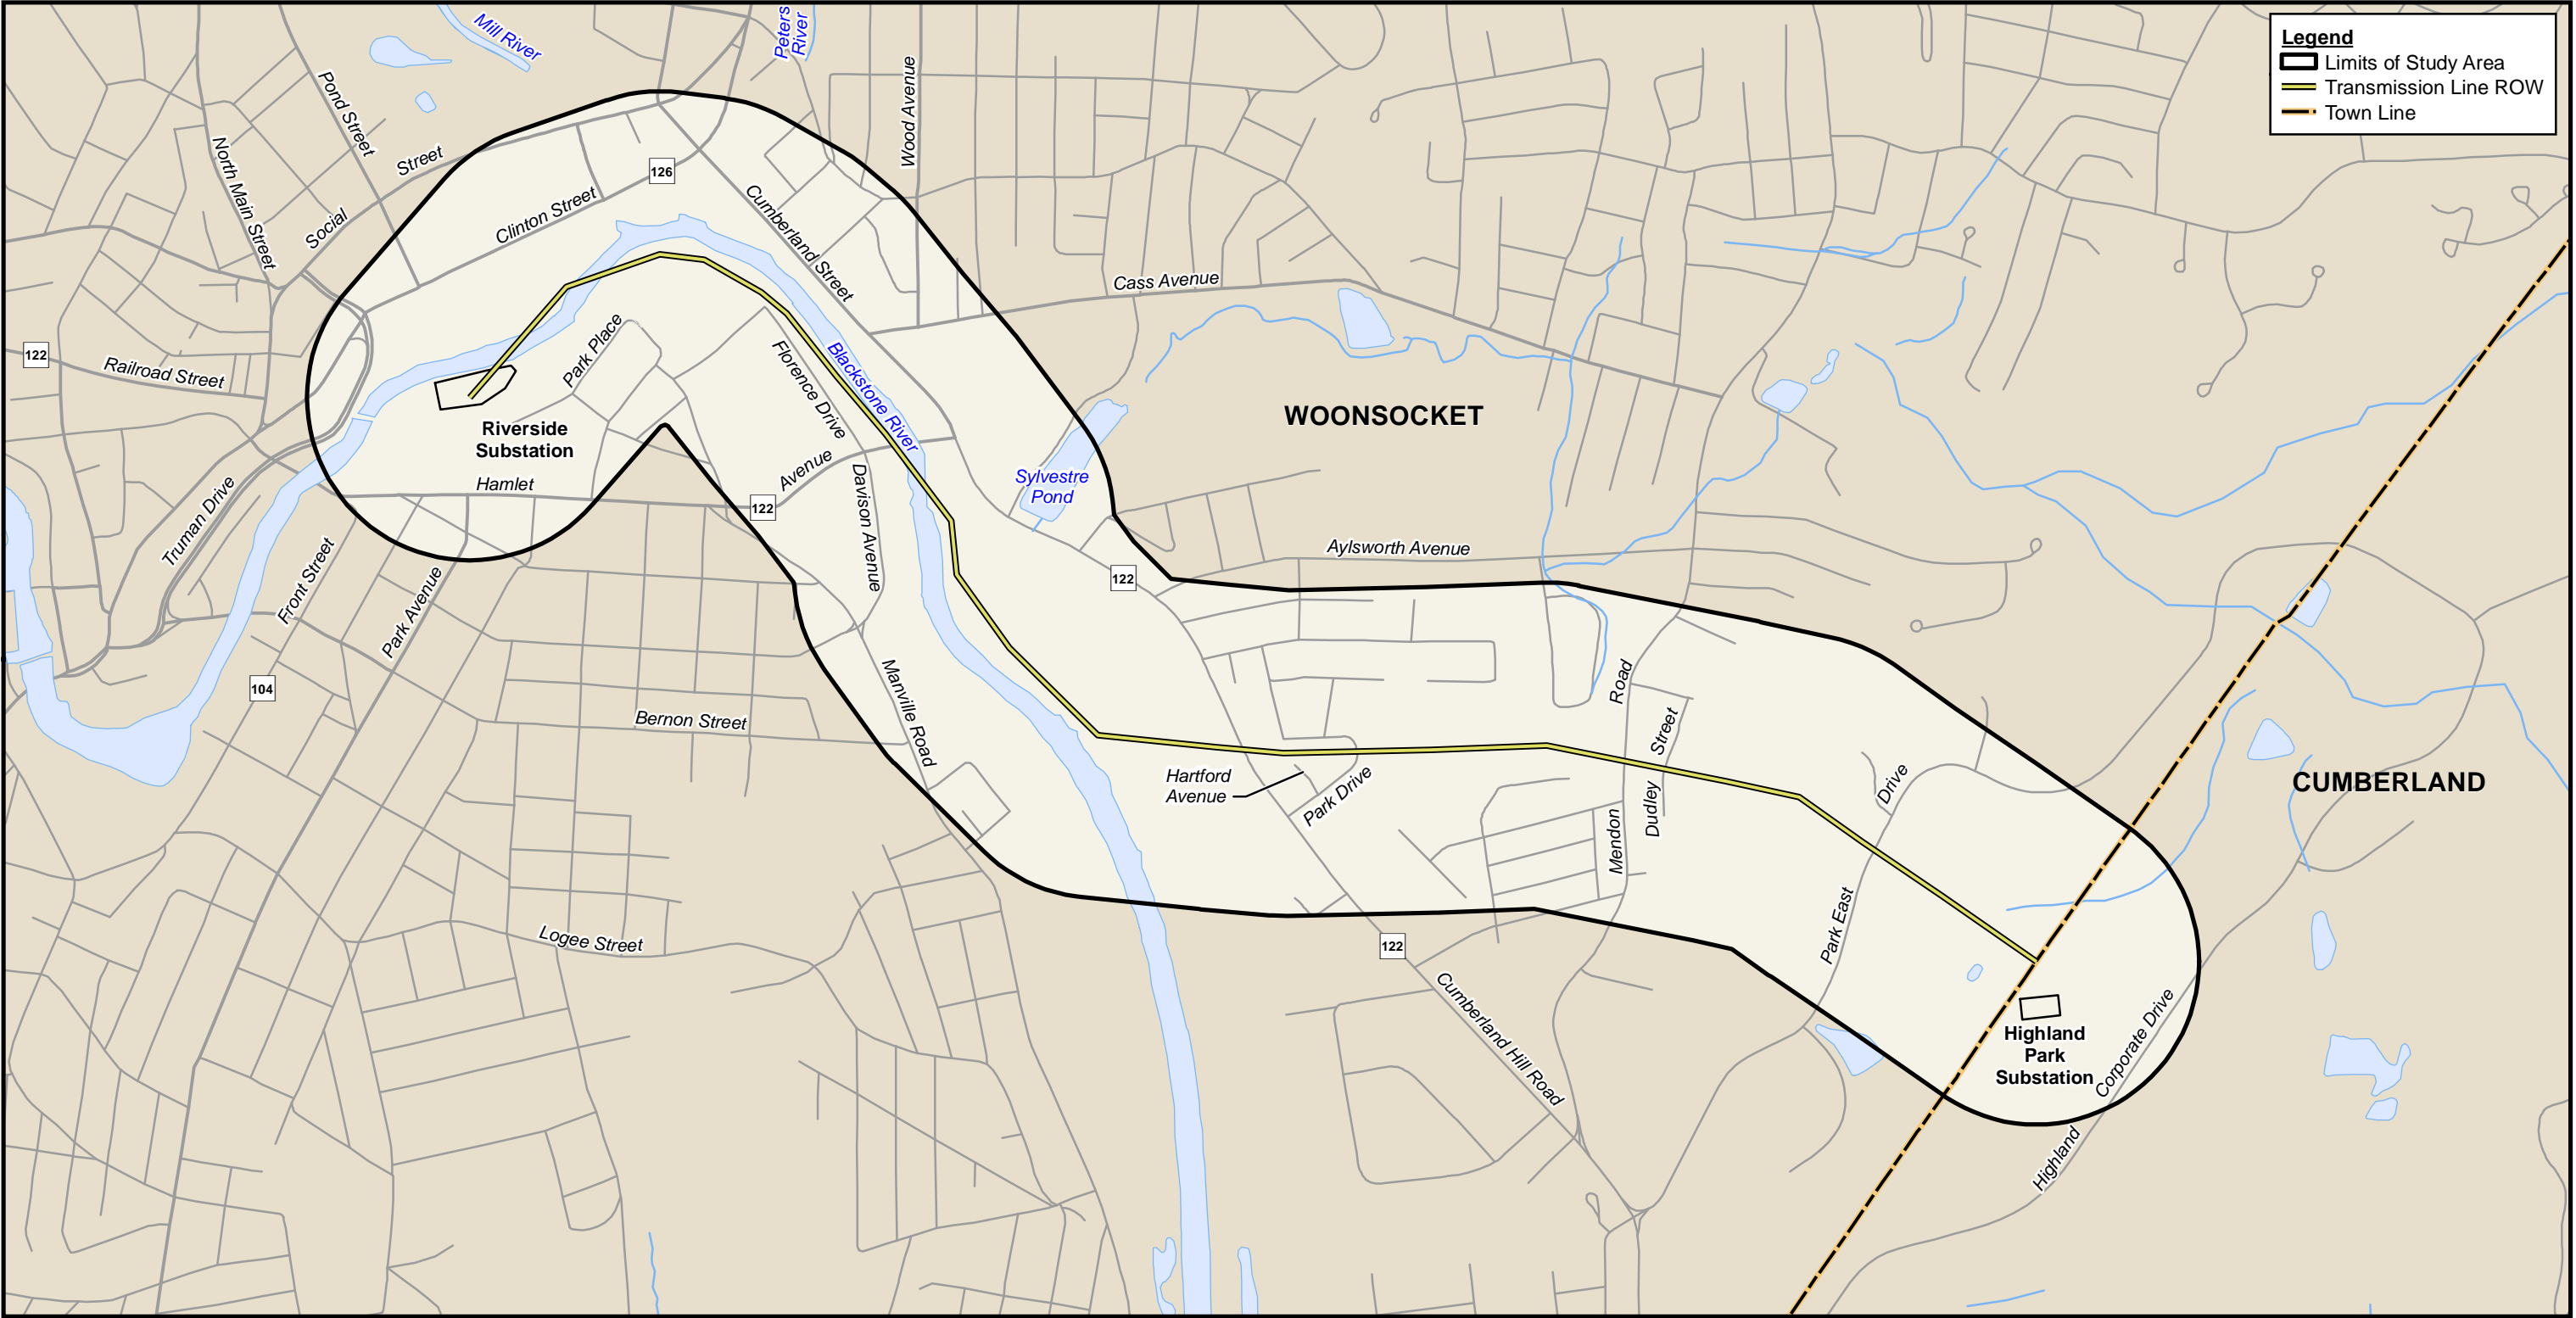 Legend
Limits of Study Area
Transmission Line ROW
Town Line
Mill River
Peters
River
Pond Street
Wood Avenue
North Main Street
Street
Social
126
Clinton Street
Cumberland Street
Cass Avenue
122
Railroad Street
Park Place
Florence Drive
Blackstone River
WOONSOCKET
Riverside
Substation
Hamlet
122
Avenue
Davison Avenue
Sylvestre
Pond
Truman Drive
Front Street
Park Avenue
122
Aylsworth Avenue
104
Bernon Street
Manville Road
Hartford
Avenue
Park Drive
Road
Mendon
Street
Dudley
Drive
Park East
CUMBERLAND
Logee Street
122
Cumberland Hill Road
Highland
Park
Substation
Corporate Drive
Highland